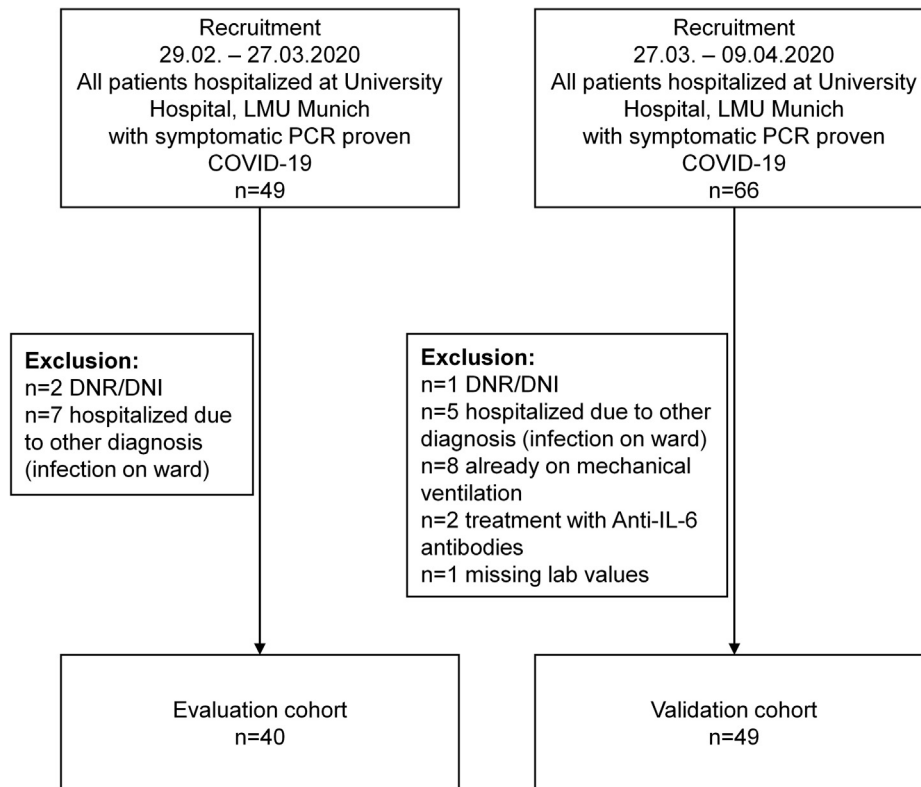 Recruitment
29.02. – 27.03.2020
All patients hospitalized at University
Hospital, LMU Munich
with symptomatic PCR proven
COVID-19
n=49
Recruitment
27.03. – 09.04.2020
All patients hospitalized at University
Hospital, LMU Munich
with symptomatic PCR proven
COVID-19
n=66
Exclusion:
n=2 DNR/DNI
n=7 hospitalized due
to other diagnosis
(infection on ward)
Exclusion:
n=1 DNR/DNI
n=5 hospitalized due to other
diagnosis (infection on ward)
n=8 already on mechanical
ventilation
n=2 treatment with Anti-IL-6
antibodies
n=1 missing lab values
Evaluation cohort
n=40
Validation cohort
n=49